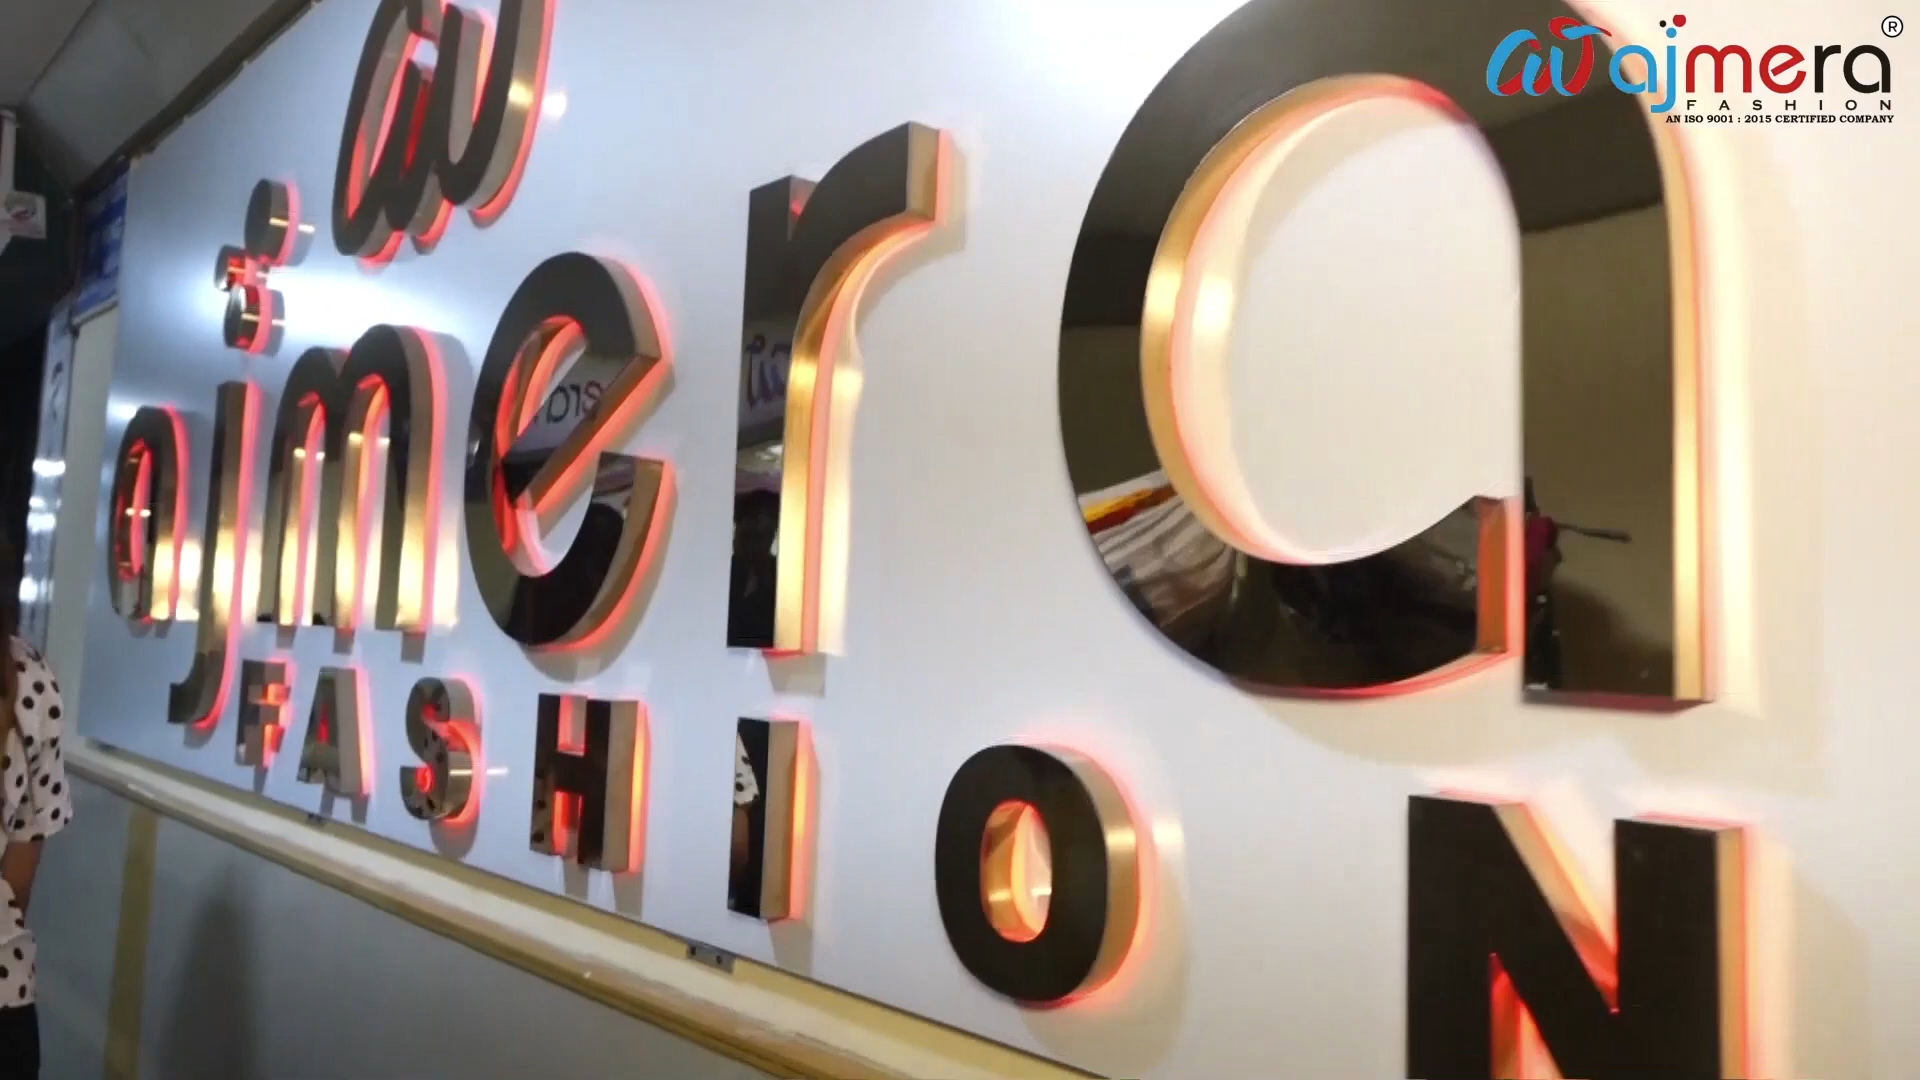 ajmera
FASHION
ajmera ®
FASHION
AN ISO 9001 : 2015 CERTIFIED COMPANY